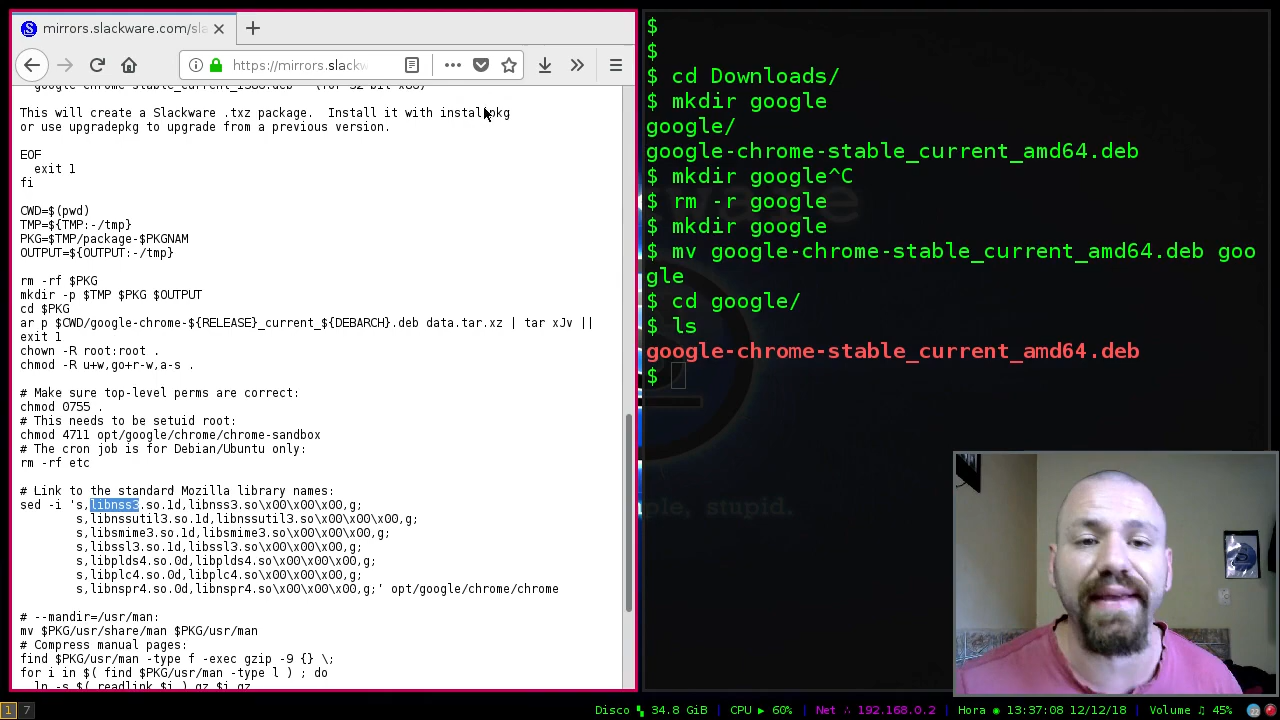 mirrors.slackware.com/sla
https://mirrors.slackw
This will create a Slackware .txz package.  Install it with installpkg
or use upgradepkg to upgrade from a previous version.
EOF
exit 1
fi
CWD=$(pwd)
TMP=${TMP:-/tmp}
PKG=$TMP/package-$PKGNAM
OUTPUT=${OUTPUT:-/tmp}
rm -rf $PKG
mkdir -p $TMP $PKG $OUTPUT
cd $PKG
ar p $CWD/google-chrome-${RELEASE}_current_${DEBARCH}.deb data.tar.xz | tar xJv ||
exit 1
chown -R root:root .
chmod -R u+w,go+r-w,a-s .
# Make sure top-level perms are correct:
chmod 0755 .
# This needs to be setuid root:
chmod 4711 opt/google/chrome/chrome-sandbox
# The cron job is for Debian/Ubuntu only:
rm -rf etc
# Link to the standard Mozilla library names:
sed -i 's,libnss3.so.1d,libnss3.so\x00\x00\x00,g;
s,libnssutil3.so.1d,libnssutil3.so\x00\x00\x00,g;
s,libsmime3.so.1d,libsmime3.so\x00\x00\x00,g;
s,libssl3.so.1d,libssl3.so\x00\x00\x00,g;
s,libplds4.so.0d,libplds4.so\x00\x00\x00,g;
s,libplc4.so.0d,libplc4.so\x00\x00\x00,g;
s,libnspr4.so.0d,libnspr4.so\x00\x00\x00,g;' opt/google/chrome/chrome
# --mandir=/usr/man:
mv $PKG/usr/share/man $PKG/usr/man
# Compress manual pages:
find $PKG/usr/man -type f -exec gzip -9 {} \;
for i in $( find $PKG/usr/man -type l ) ; do
ln -s $( readlink $i ).gz $i.gz
$
$
$ cd Downloads/
$ mkdir google
google/
google-chrome-stable_current_amd64.deb
$ mkdir google^C
$ rm -r google
$ mkdir google
$ mv google-chrome-stable_current_amd64.deb goo
gle
$ cd google/
$ ls
google-chrome-stable_current_amd64.deb
$
ple, stupid.
1 7
Disco 34.8 GiB | CPU ▶ 60% | Net ∴ 192.168.0.2 | Hora ◉ 13:37:08 12/12/18 | Volume ♫ 45%